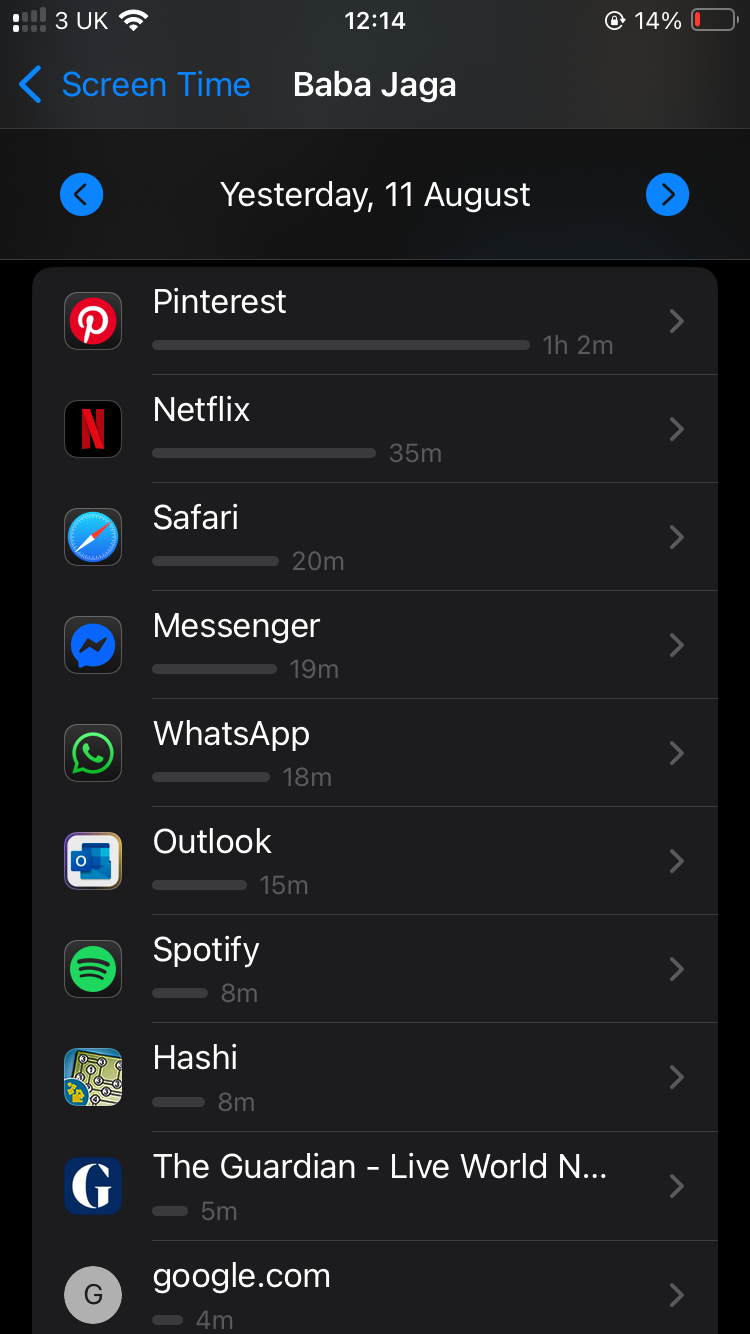 3 UK 12:14 14%
Screen Time Baba Jaga
Yesterday, 11 August
Pinterest
1h 2m
Netflix
35m
Safari
20m
Messenger
19m
WhatsApp
18m
Outlook
15m
Spotify
8m
Hashi
8m
The Guardian - Live World N...
5m
G google.com
4m